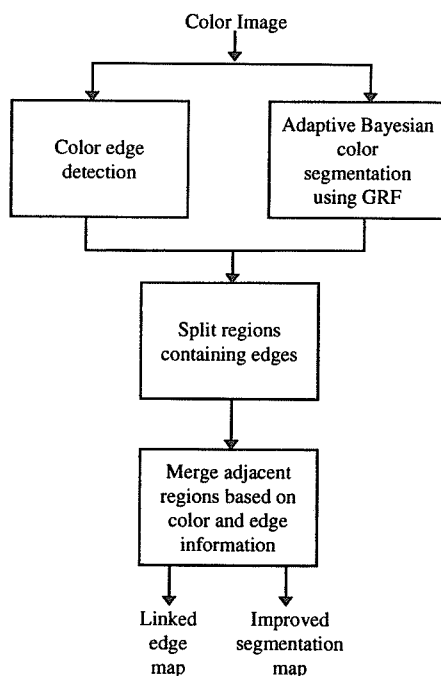 Color Image
Color edge
detection
Adaptive Bayesian
color
segmentation
using GRF
Split regions
containing edges
Merge adjacent
regions based on
color and edge
information
Linked
edge
map
Improved
segmentation
map